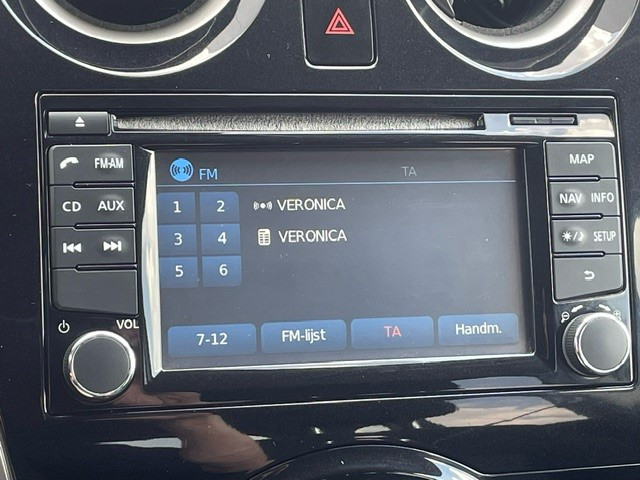 FM-AM
CD AUX
VOL
FM TA
1 2 VERONICA
3 4 VERONICA
5 6
7-12 FM-lijst TA Handm.
MAP
NAV INFO
SETUP